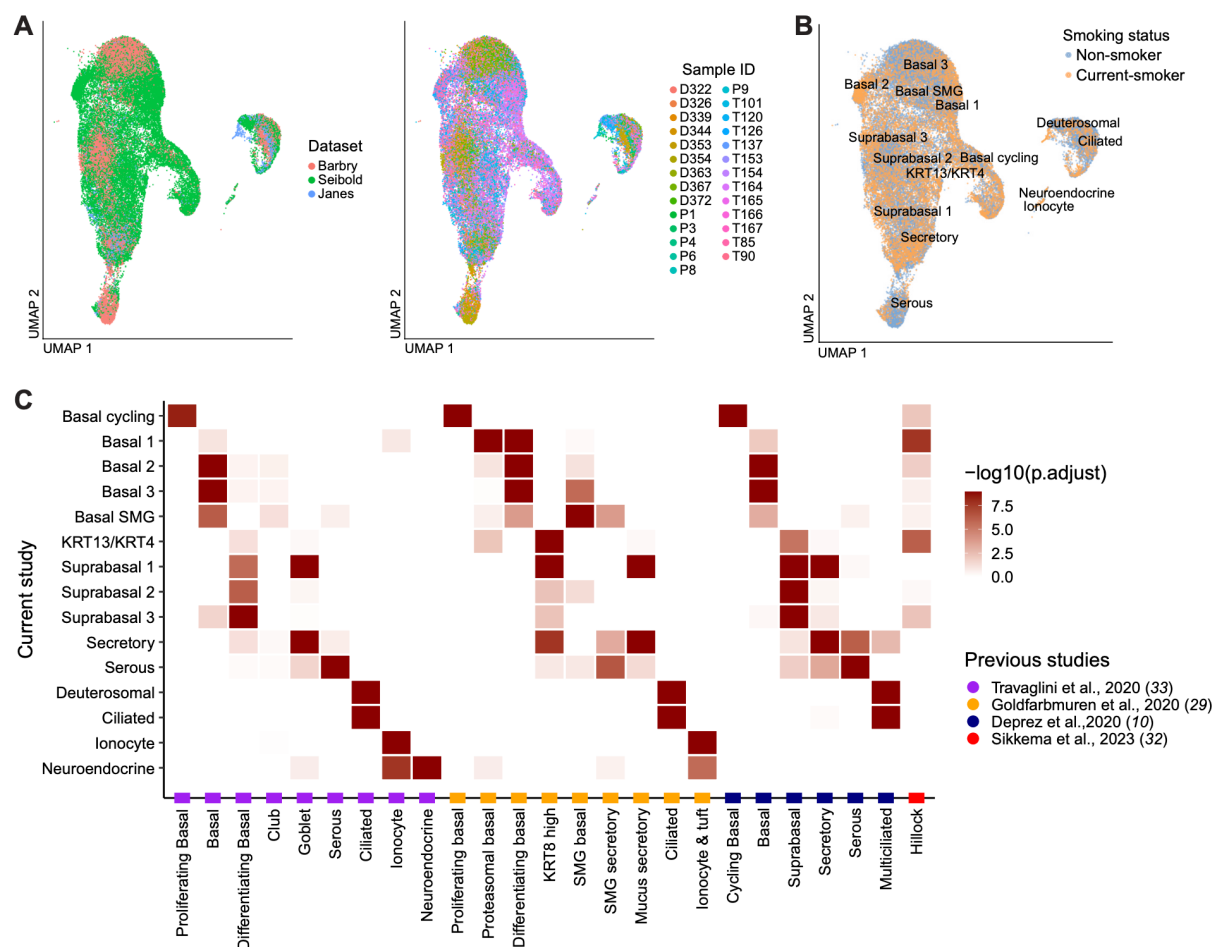 A
UMAP 2
UMAP 1
Dataset
Barbry
Seibold
Janes
UMAP 2
UMAP 1
Sample ID
D322
D326
D339
D344
D353
D354
D363
D367
D372
P1
P3
P4
P6
P8
P9
T101
T120
T126
T137
T153
T154
T164
T165
T166
T167
T85
T90
B
Smoking status
Non-smoker
Current-smoker
Basal 3
Basal 2
Basal SMG
Basal 1
Deuterosomal
Ciliated
Suprabasal 3
Suprabasal 2
Basal cycling
KRT13/KRT4
Neuroendocrine
Ionocyte
Suprabasal 1
Secretory
Serous
UMAP 2
UMAP 1
C
Current study
Basal cycling
Basal 1
Basal 2
Basal 3
Basal SMG
KRT13/KRT4
Suprabasal 1
Suprabasal 2
Suprabasal 3
Secretory
Serous
Deuterosomal
Ciliated
Ionocyte
Neuroendocrine
Proliferating Basal
Basal
Differentiating Basal
Club
Goblet
Serous
Ciliated
Ionocyte
Neuroendocrine
Proliferating basal
Proteasomal basal
Differentiating basal
KRT8 high
SMG basal
SMG secretory
Mucus secretory
Ciliated
Ionocyte & tuft
Cycling Basal
Basal
Suprabasal
Secretory
Serous
Multiciliated
Hillock
−log10(p.adjust)
7.5
5.0
2.5
0.0
Previous studies
Travaglini et al., 2020 (33)
Goldfarbmuren et al., 2020 (29)
Deprez et al.,2020 (10)
Sikkema et al., 2023 (32)